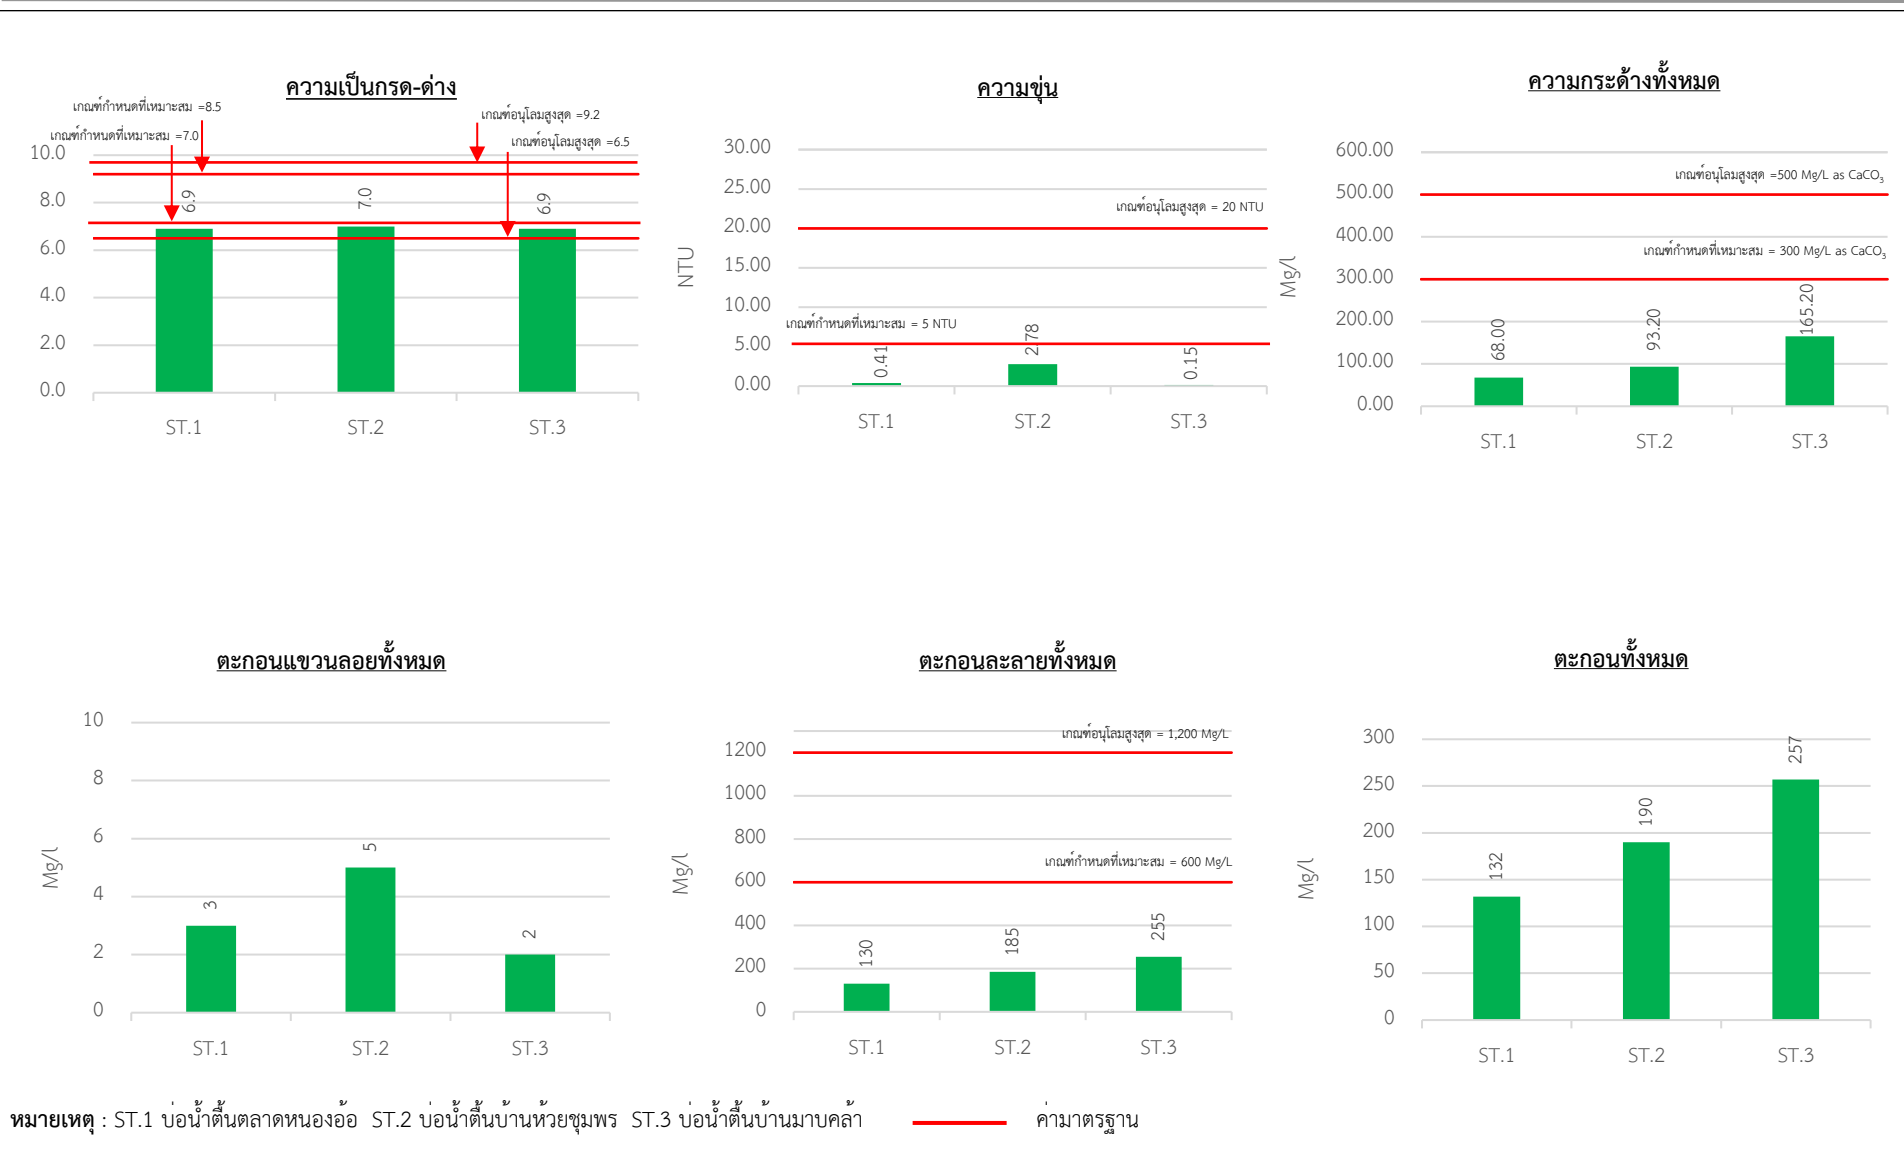 ความเป็นกรด-ด่าง
เกณฑ์กำหนดที่เหมาะสม =8.5
เกณฑ์อนุโลมสูงสุด =9.2
เกณฑ์กำหนดที่เหมาะสม =7.0
เกณฑ์อนุโลมสูงสุด =6.5
10.0
8.0
6.0
4.0
2.0
0.0
6.9
7.0
6.9
ST.1 ST.2 ST.3
ความขุ่น
NTU
30.00
25.00
20.00
15.00
10.00
5.00
0.00
เกณฑ์อนุโลมสูงสุด = 20 NTU
เกณฑ์กำหนดที่เหมาะสม = 5 NTU
0.41
2.78
0.15
ST.1 ST.2 ST.3
ความกระด้างทั้งหมด
Mg/l
600.00
500.00
400.00
300.00
200.00
100.00
0.00
เกณฑ์อนุโลมสูงสุด =500 Mg/L as CaCO₃
เกณฑ์กำหนดที่เหมาะสม = 300 Mg/L as CaCO₃
68.00
93.20
165.20
ST.1 ST.2 ST.3
ตะกอนแขวนลอยทั้งหมด
Mg/l
10
8
6
4
2
0
3
5
2
ST.1 ST.2 ST.3
ตะกอนละลายทั้งหมด
Mg/l
1200
1000
800
600
400
200
0
เกณฑ์อนุโลมสูงสุด = 1,200 Mg/L
เกณฑ์กำหนดที่เหมาะสม = 600 Mg/L
130
185
255
ST.1 ST.2 ST.3
ตะกอนทั้งหมด
Mg/l
300
250
200
150
100
50
0
132
190
257
ST.1 ST.2 ST.3
หมายเหตุ : ST.1 บ่อน้ำตื้นตลาดหนองอ้อ ST.2 บ่อน้ำตื้นบ้านห้วยชุมพร ST.3 บ่อน้ำตื้นบ้านมาบคล้า ค่ามาตรฐาน